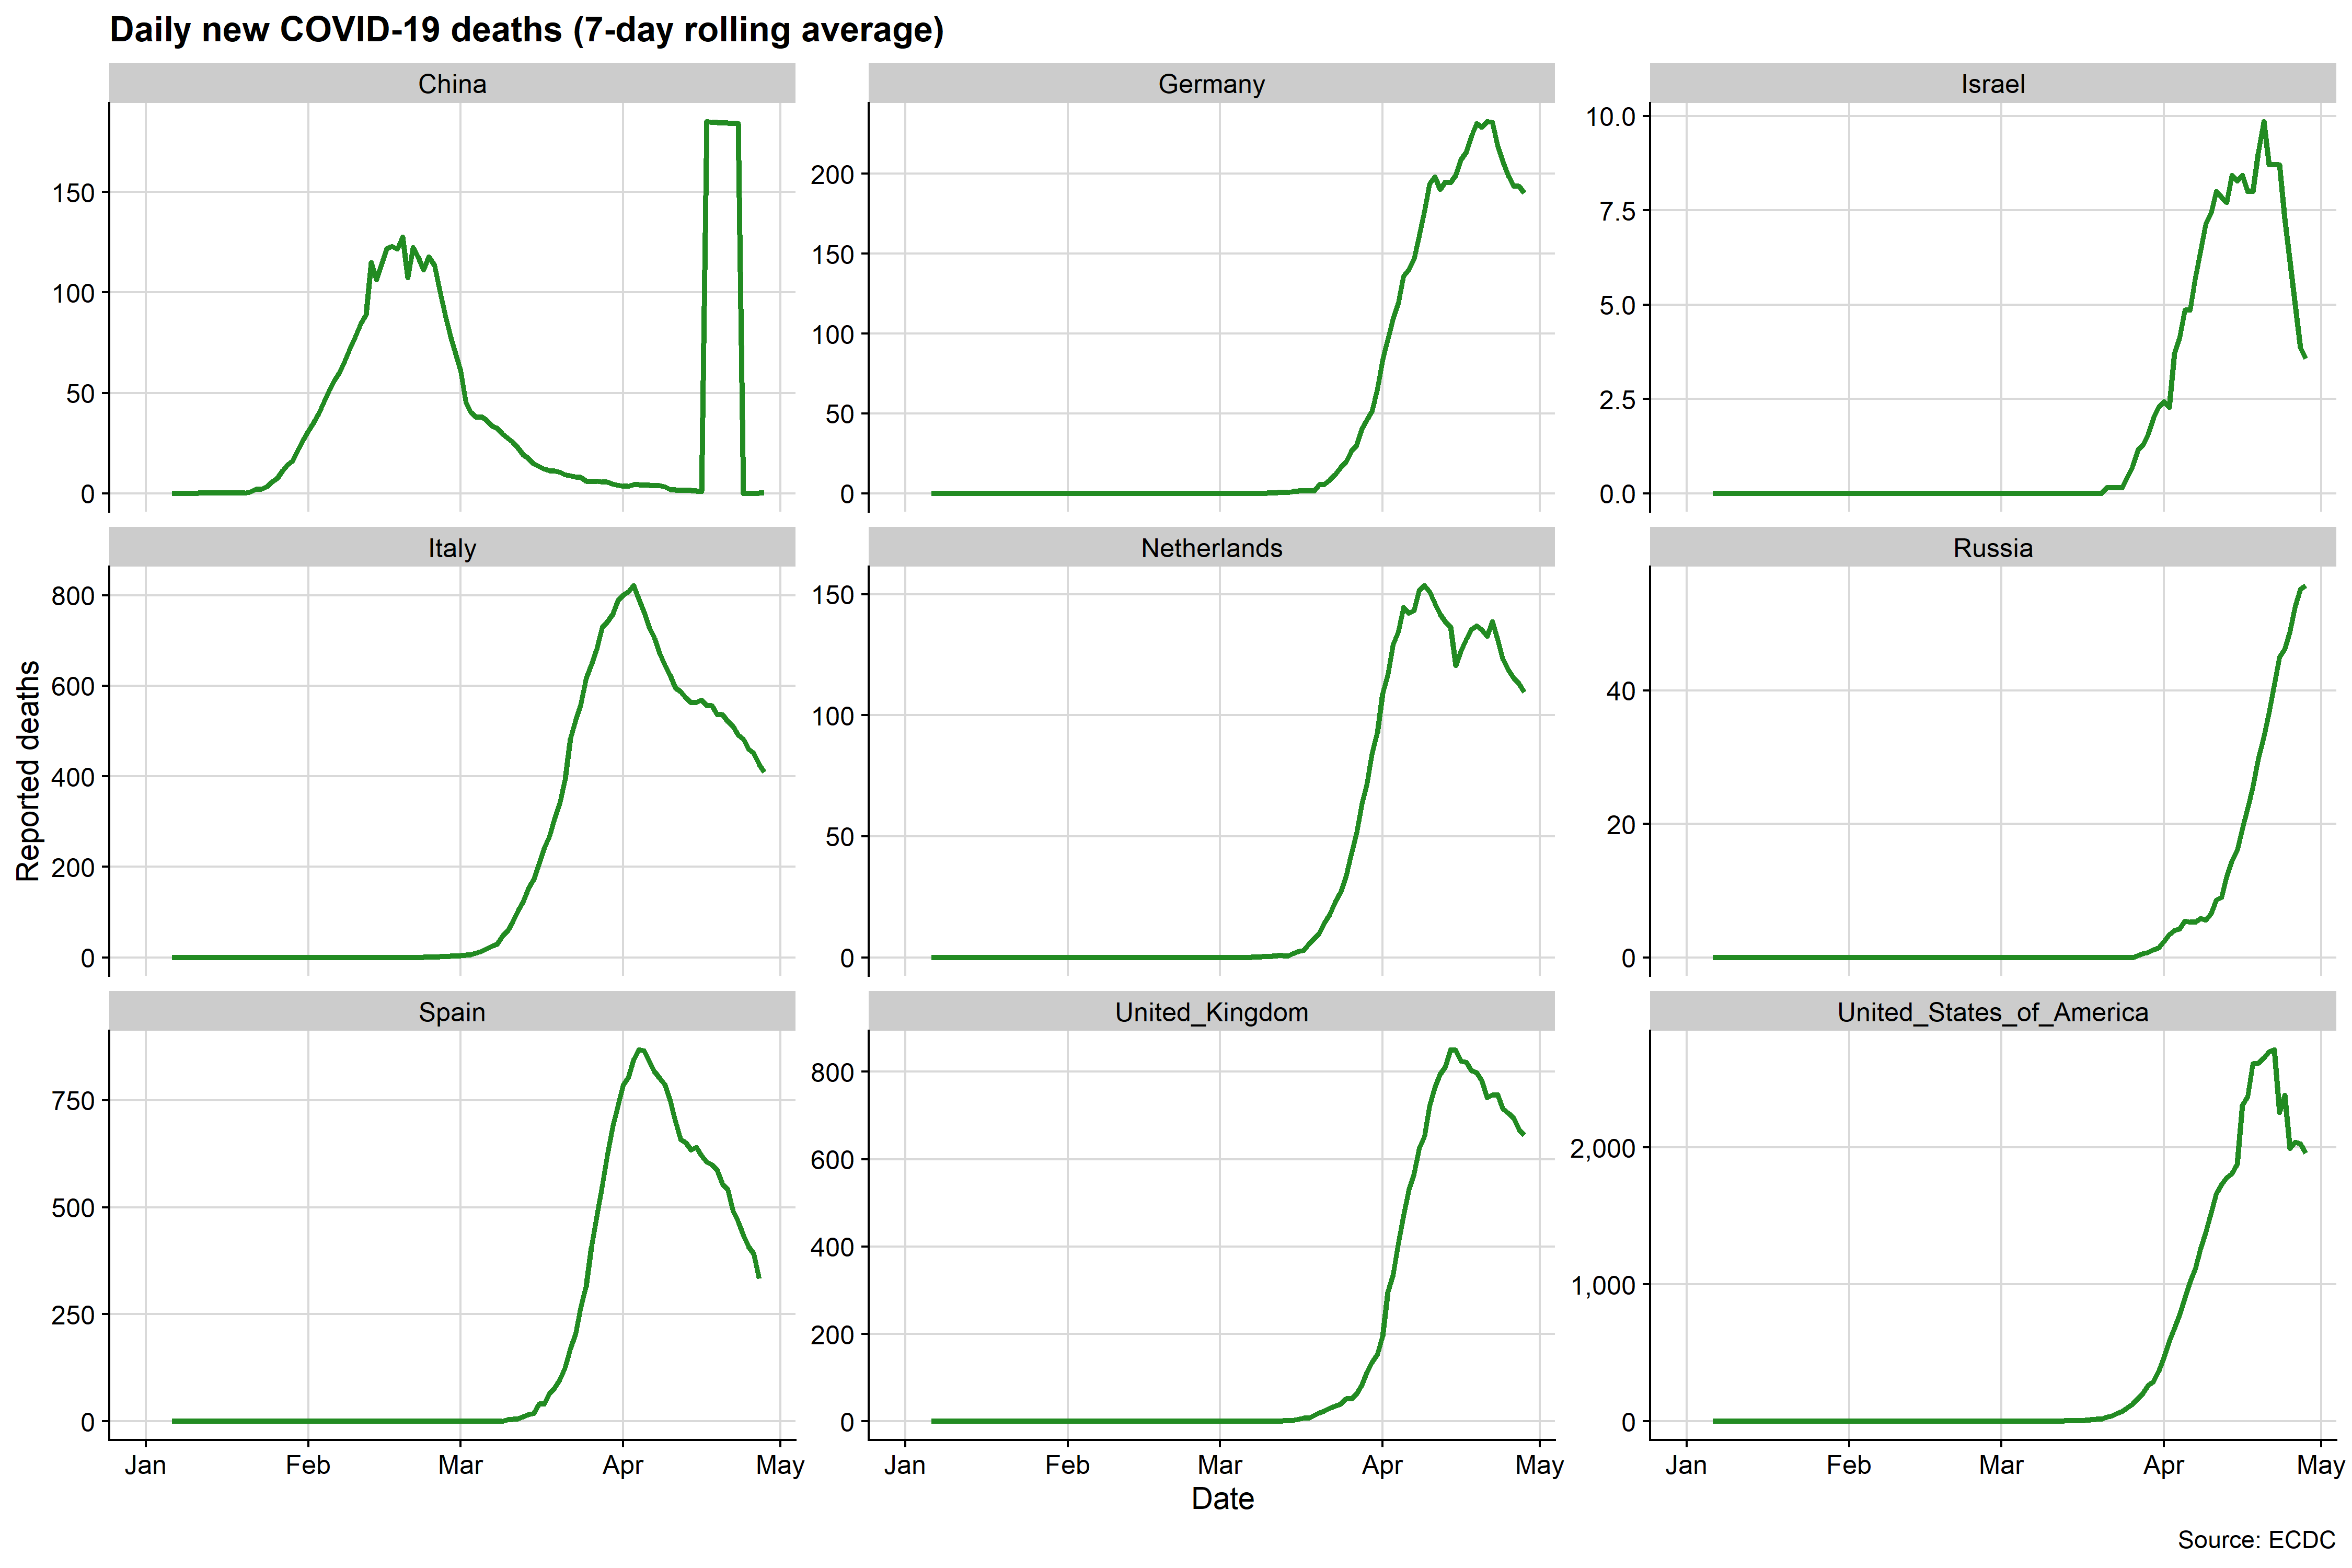 Daily new COVID-19 deaths (7-day rolling average)
China
Germany
Israel
150
100
50
0
200
150
100
50
0
10.0
7.5
5.0
2.5
0.0
Italy
Netherlands
Russia
800
600
400
200
0
150
100
50
0
40
20
0
Reported deaths
Spain
United_Kingdom
United_States_of_America
750
500
250
0
800
600
400
200
0
2,000
1,000
0
Jan Feb Mar Apr May
Jan Feb Mar Apr May
Jan Feb Mar Apr May
Date
Source: ECDC